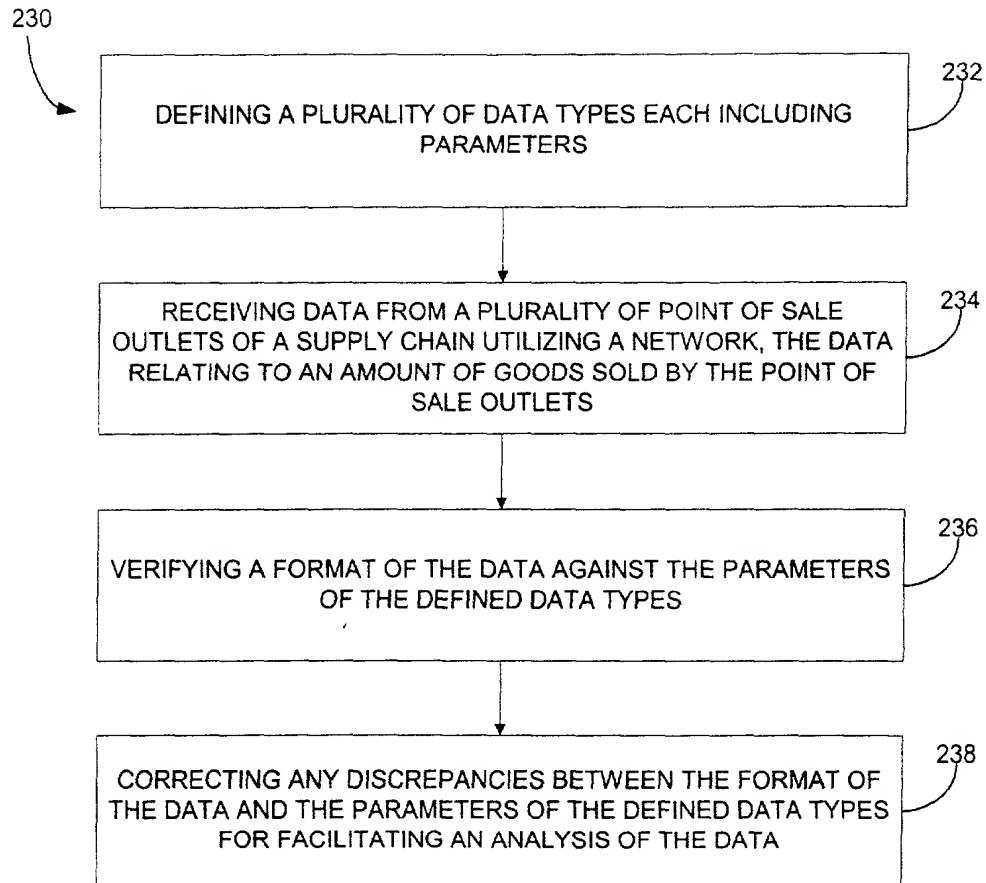 230
232
DEFINING A PLURALITY OF DATA TYPES EACH INCLUDING
PARAMETERS
234
RECEIVING DATA FROM A PLURALITY OF POINT OF SALE
OUTLETS OF A SUPPLY CHAIN UTILIZING A NETWORK, THE DATA
RELATING TO AN AMOUNT OF GOODS SOLD BY THE POINT OF
SALE OUTLETS
236
VERIFYING A FORMAT OF THE DATA AGAINST THE PARAMETERS
OF THE DEFINED DATA TYPES
238
CORRECTING ANY DISCREPANCIES BETWEEN THE FORMAT OF
THE DATA AND THE PARAMETERS OF THE DEFINED DATA TYPES
FOR FACILITATING AN ANALYSIS OF THE DATA